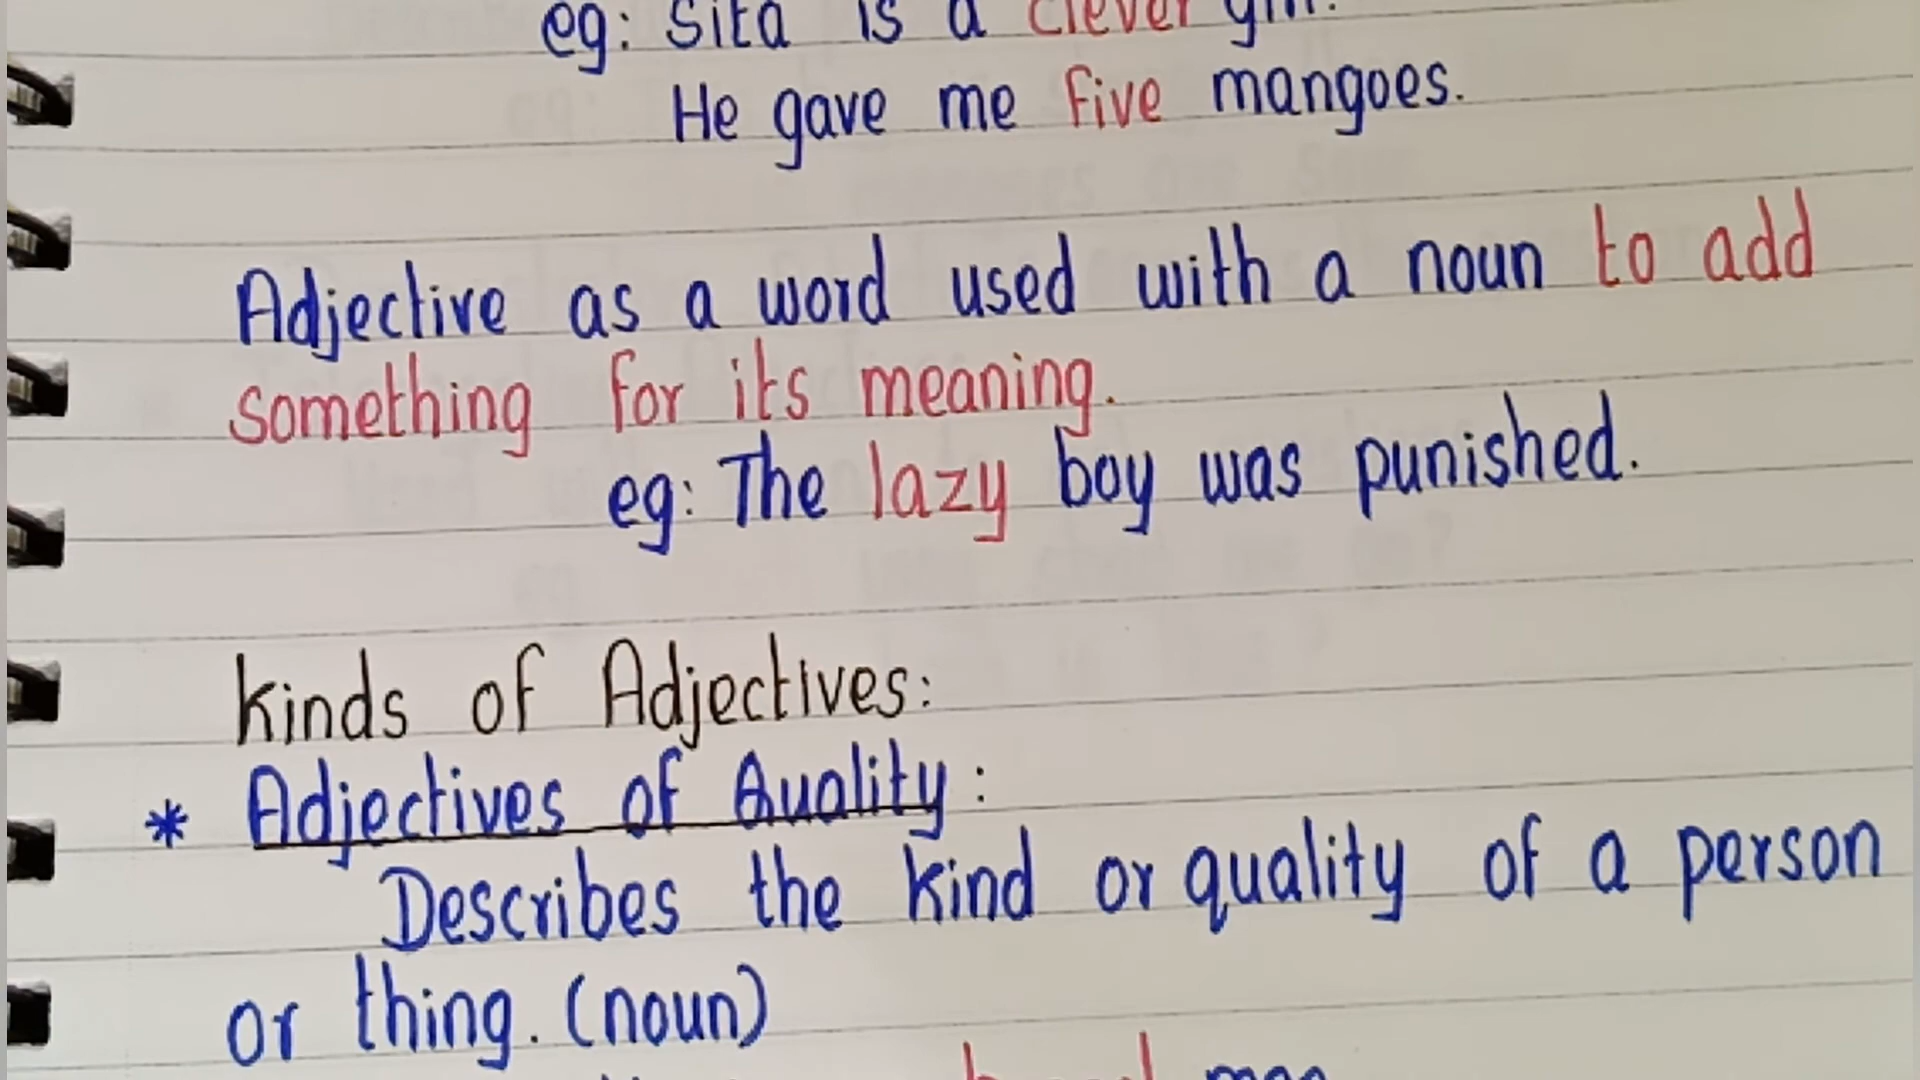 eg: Sita is a clever girl.
He gave me five mangoes.
Adjective as a word used with a noun to add
something for its meaning.
eg: The lazy boy was punished.
Kinds of Adjectives:
* Adjectives of Quality:
Describes the kind or quality of a person
or thing. (noun)